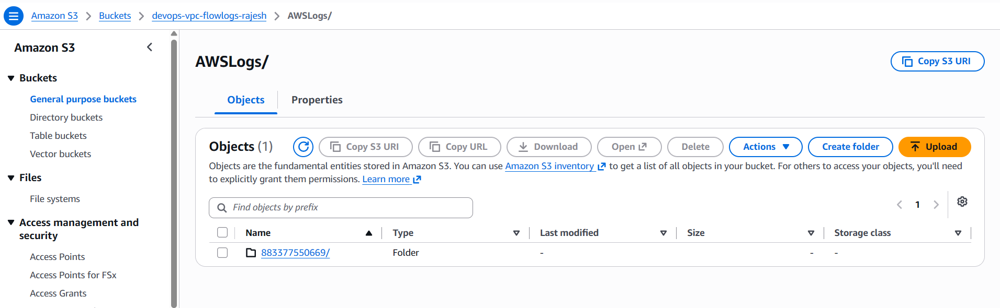 Amazon S3 > Buckets > devops-vpc-flowlogs-rajesh > AWSLogs/
Amazon S3
Buckets
General purpose buckets
Directory buckets
Table buckets
Vector buckets
Files
File systems
Access management and
security
Access Points
Access Points for FSx
Access Grants
AWSLogs/
Copy S3 URI
Objects
Properties
Objects (1)
Copy S3 URI
Copy URL
Download
Open
Delete
Actions
Create folder
Upload
Objects are the fundamental entities stored in Amazon S3. You can use Amazon S3 inventory to get a list of all objects in your bucket. For others to access your objects, you'll need
to explicitly grant them permissions. Learn more
Find objects by prefix
1
Name Type Last modified Size Storage class
883377550669/ Folder - - -